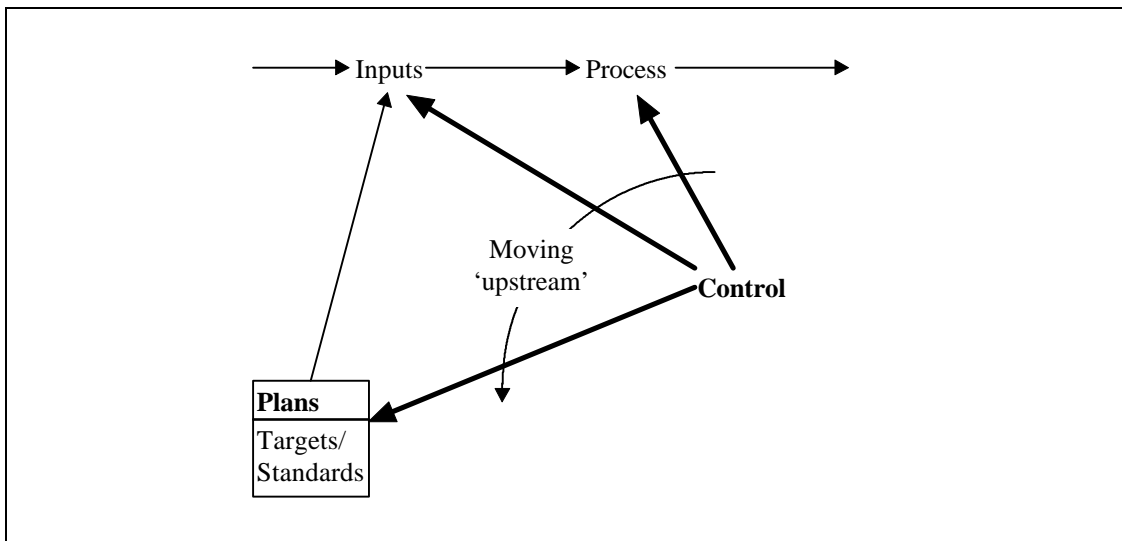 Inputs
Process
Moving
‘upstream’
Control
Plans
Targets/
Standards